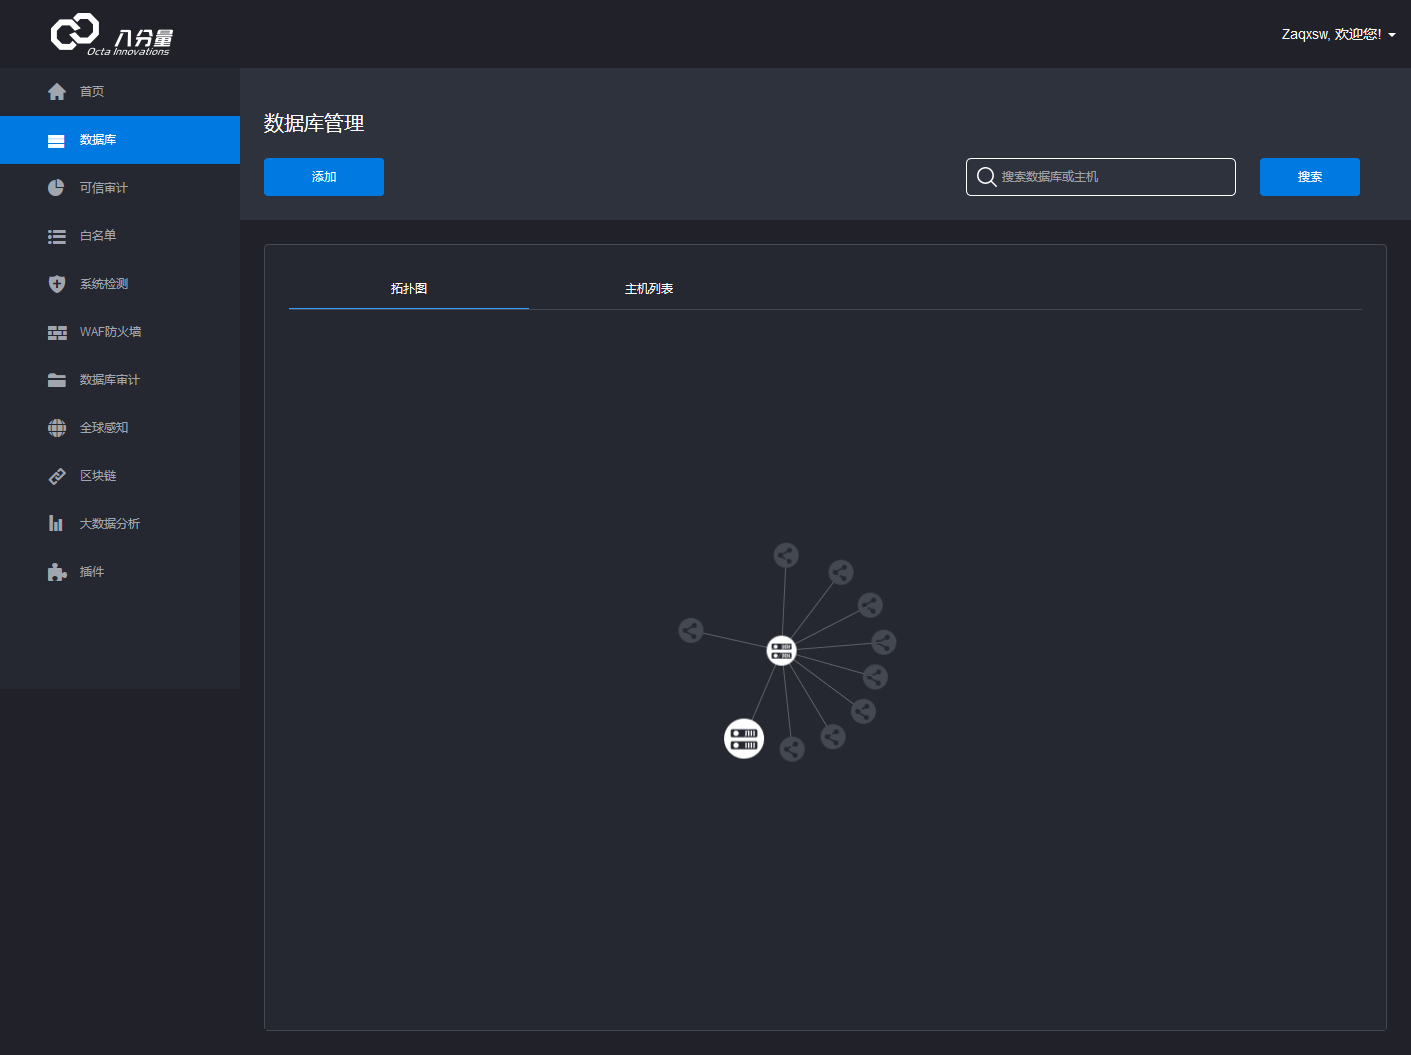 八分量
Octa Innovations
Zaqxsw, 欢迎您!
首页
数据库
可信审计
白名单
系统检测
WAF防火墙
数据库审计
全球感知
区块链
大数据分析
插件
数据库管理
添加
搜索数据库或主机
搜索
拓扑图
主机列表